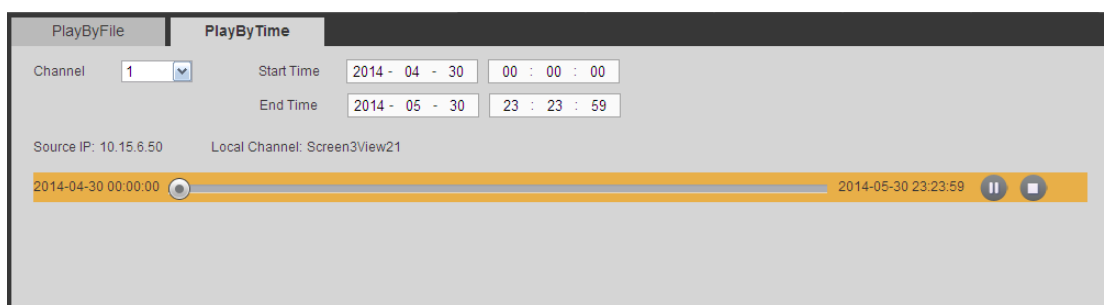 PlayByFile PlayByTime
Channel 1 Start Time 2014 - 04 - 30 00 : 00 : 00
End Time 2014 - 05 - 30 23 : 23 : 59
Source IP: 10.15.6.50 Local Channel: Screen3View21
2014-04-30 00:00:00 2014-05-30 23:23:59